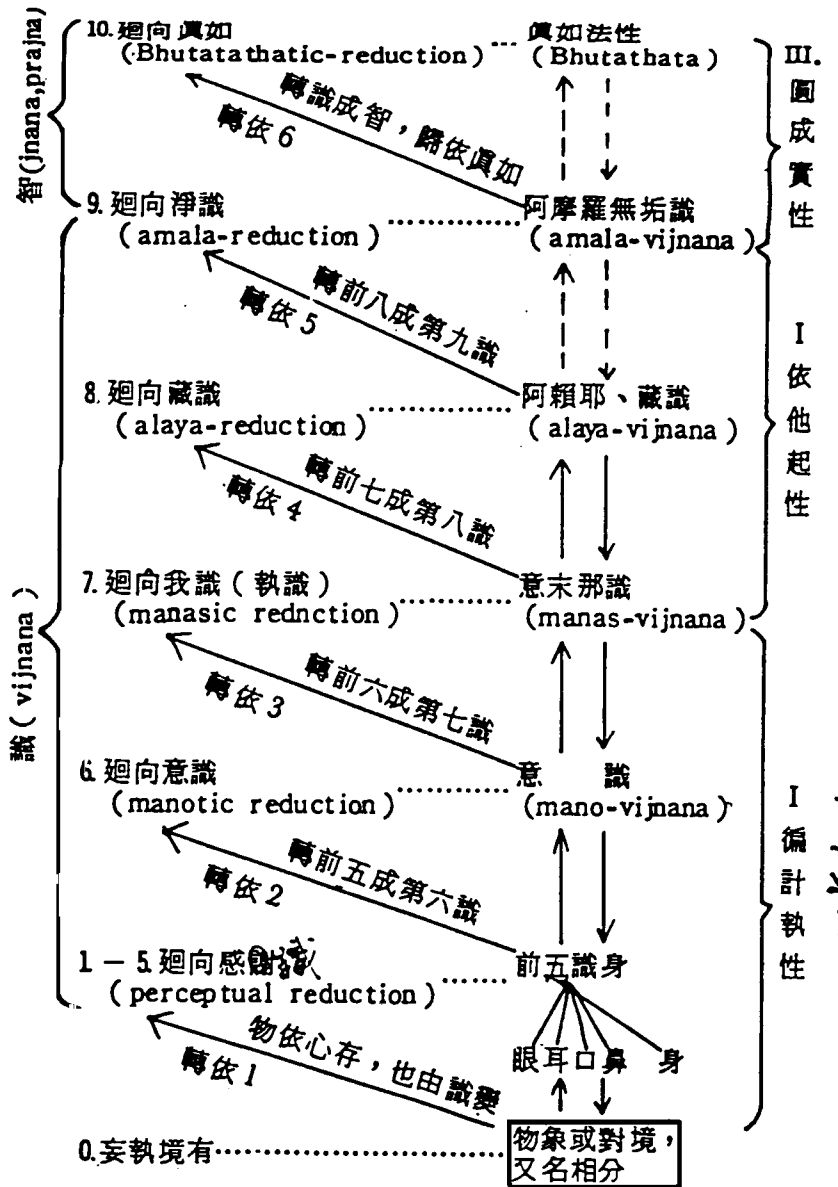 10. 廻向眞如 ··· 眞如法性
(Bhutatathatic-reduction) (Bhutathata)
轉識成智，歸依眞如
轉依6
智(jnana,prajna)
III.圓成實性
9. 廻向淨識 ········ 阿摩羅無垢識
(amala-reduction) (amala-vijnana)
轉前八成第九識
轉依5
8. 廻向藏識 ········ 阿賴耶、藏識
(alaya-reduction) (alaya-vijnana)
轉前七成第八識
轉依4
I依他起性
7. 廻向我識(執識) ······ 意末那識
(manasic rednction) (manas-vijnana)
轉前六成第七識
轉依3
識(vijnana)
6. 廻向意識 ········ 意 識
(manotic reduction) (mano-vijnana)
轉前五成第六識
轉依2
I徧計執性
1.－5. 廻向感 識 ······ 前五識身
(perceptual reduction)
眼耳口鼻 身
物依心存，也由識變
轉依1
0. 妄執境有················ 物象或對境，
又名相分